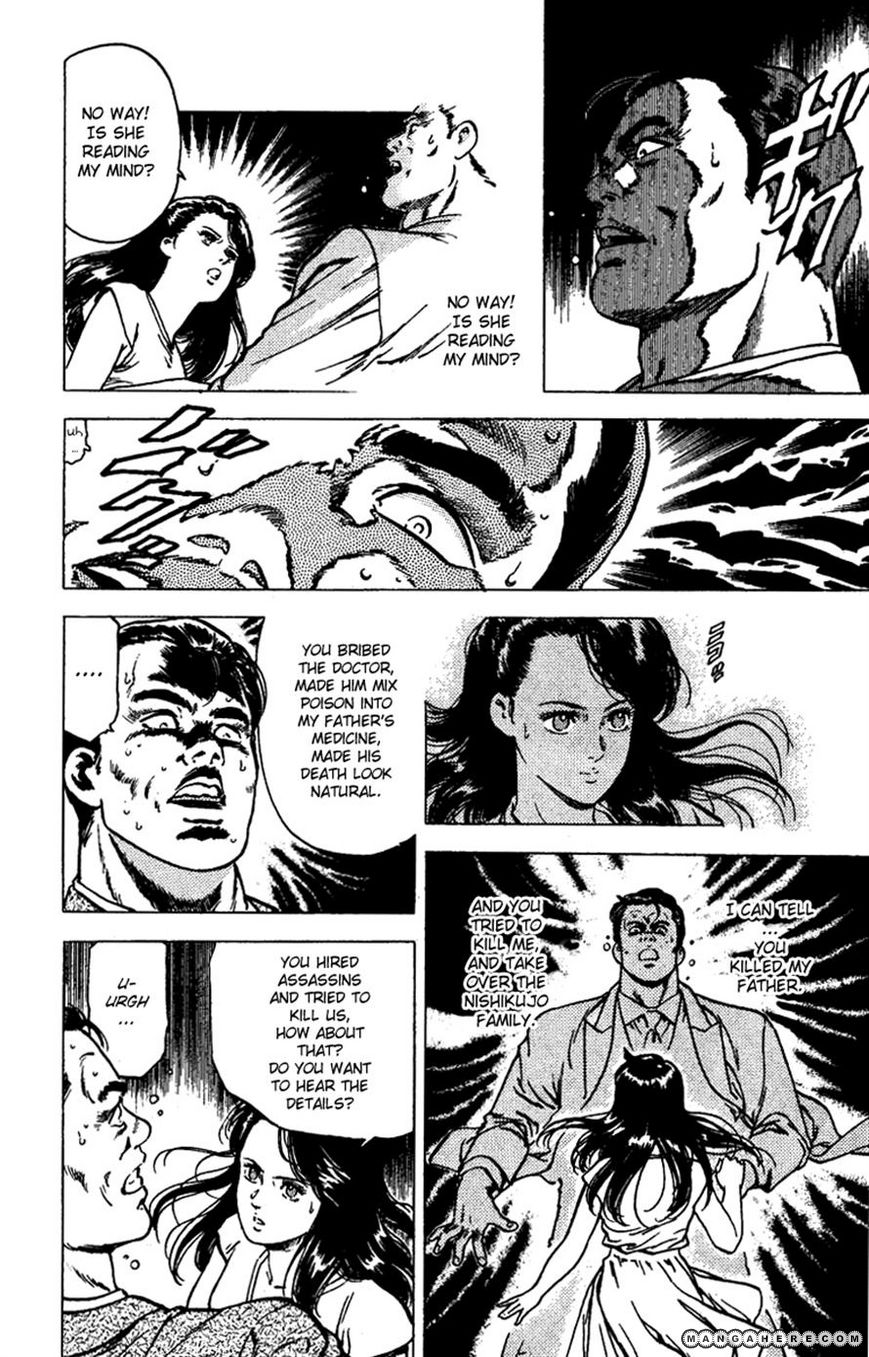 ギクッ
NO WAY!
IS SHE
READING
MY MIND?
NO WAY!
IS SHE
READING
MY MIND?
uh
...
YOU BRIBED
THE DOCTOR,
MADE HIM MIX
POISON INTO
MY FATHER'S
MEDICINE,
MADE HIS
DEATH LOOK
NATURAL.
....
I CAN TELL
...
YOU
KILLED MY
FATHER.
AND YOU
TRIED TO
KILL ME,
AND TAKE
OVER THE
NISHIKUJO
FAMILY.
YOU HIRED
ASSASSINS
AND TRIED TO
KILL US,
HOW ABOUT
THAT?
DO YOU WANT
TO HEAR THE
DETAILS?
U-
URGH
...
MANGAHERE.COM